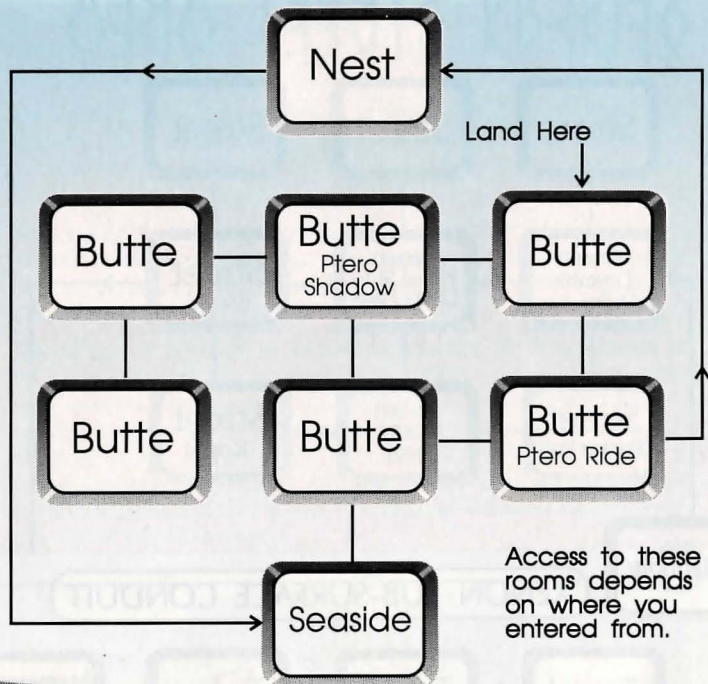 Nest
Land Here
Butte
Butte
Ptero
Shadow
Butte
Butte
Butte
Butte
Ptero Ride
Access to these
rooms depends
on where you
entered from.
Seaside